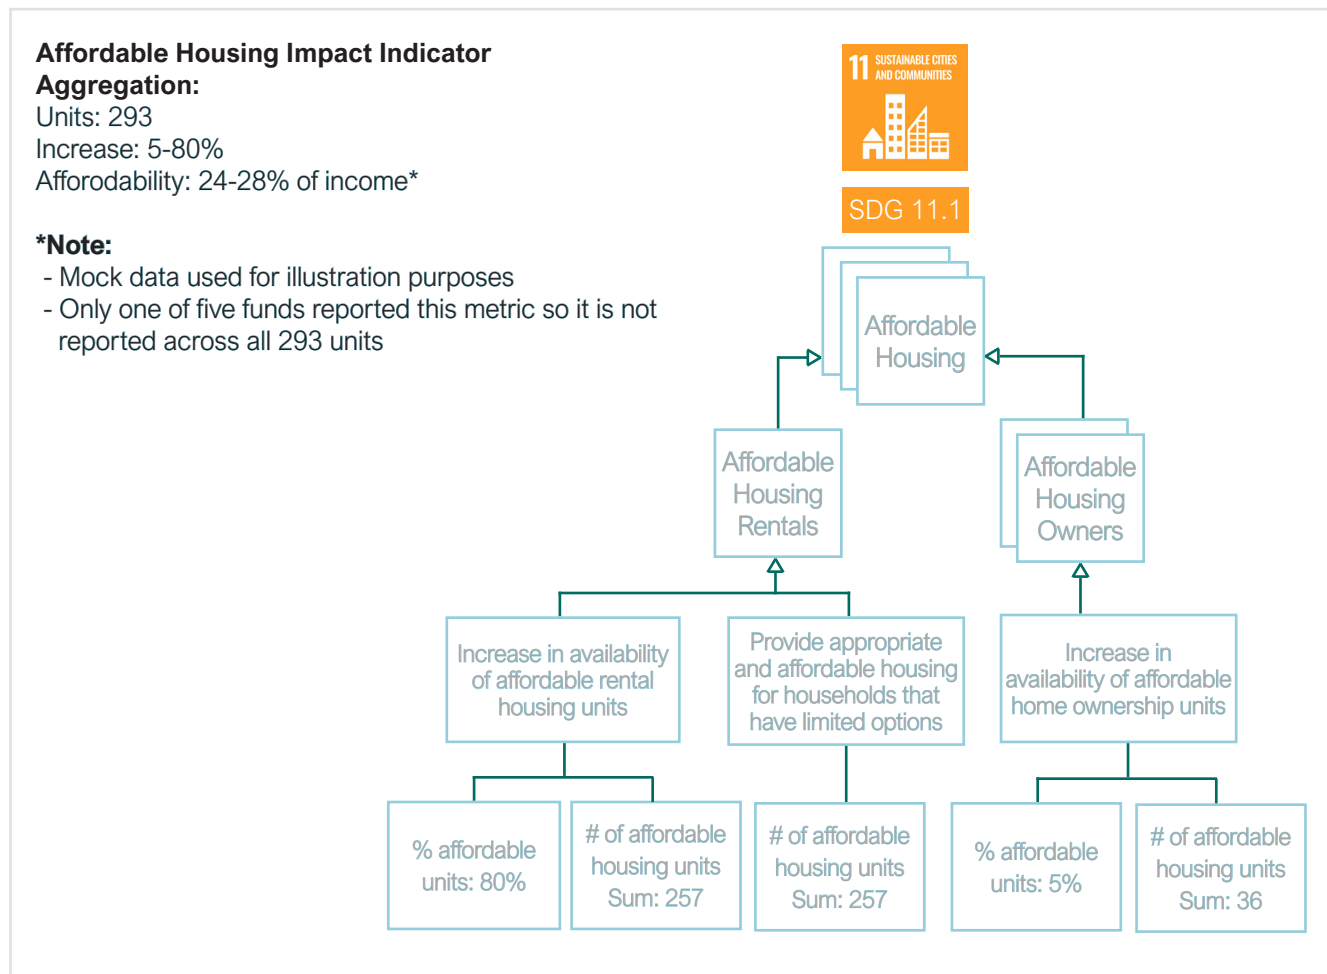 Affordable Housing Impact Indicator
Aggregation:
Units: 293
Increase: 5-80%
Afforodability: 24-28% of income*
*Note:
- Mock data used for illustration purposes
- Only one of five funds reported this metric so it is not
reported across all 293 units
11 SUSTAINABLE CITIES
AND COMMUNITIES
SDG 11.1
Affordable
Housing
Affordable
Housing
Rentals
Affordable
Housing
Owners
Increase in availability
of affordable rental
housing units
Provide appropriate
and affordable housing
for households that
have limited options
Increase in
availability of affordable
home ownership units
% affordable
units: 80%
# of affordable
housing units
Sum: 257
# of affordable
housing units
Sum: 257
% affordable
units: 5%
# of affordable
housing units
Sum: 36